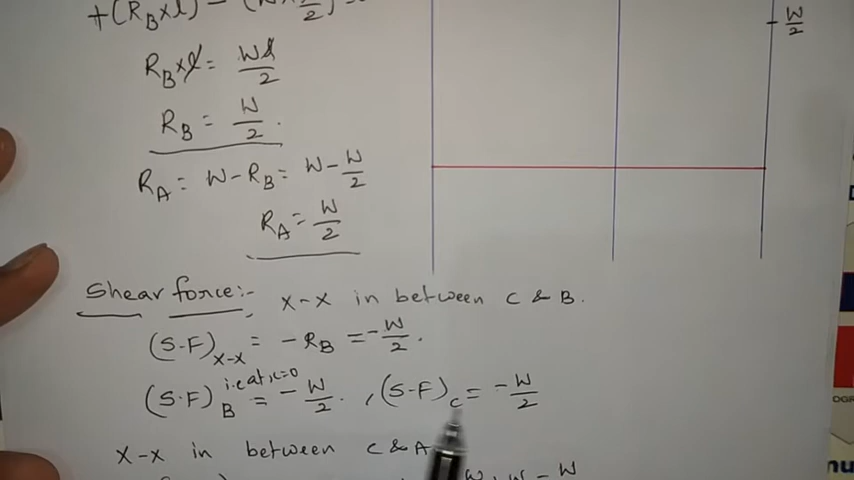 +(R_B×l) - (W×l/2) =
W/2
R_B×l = Wl/2
R_B = W/2.
R_A = W-R_B = W-W/2
R_A = W/2
Shear force:- x-x in between C & B.
(S.F)_x-x = -R_B = -W/2.
(S.F)_B i.e at x=0 = -W/2. , (S.F)_C = -W/2
x-x in between C & A
W - W